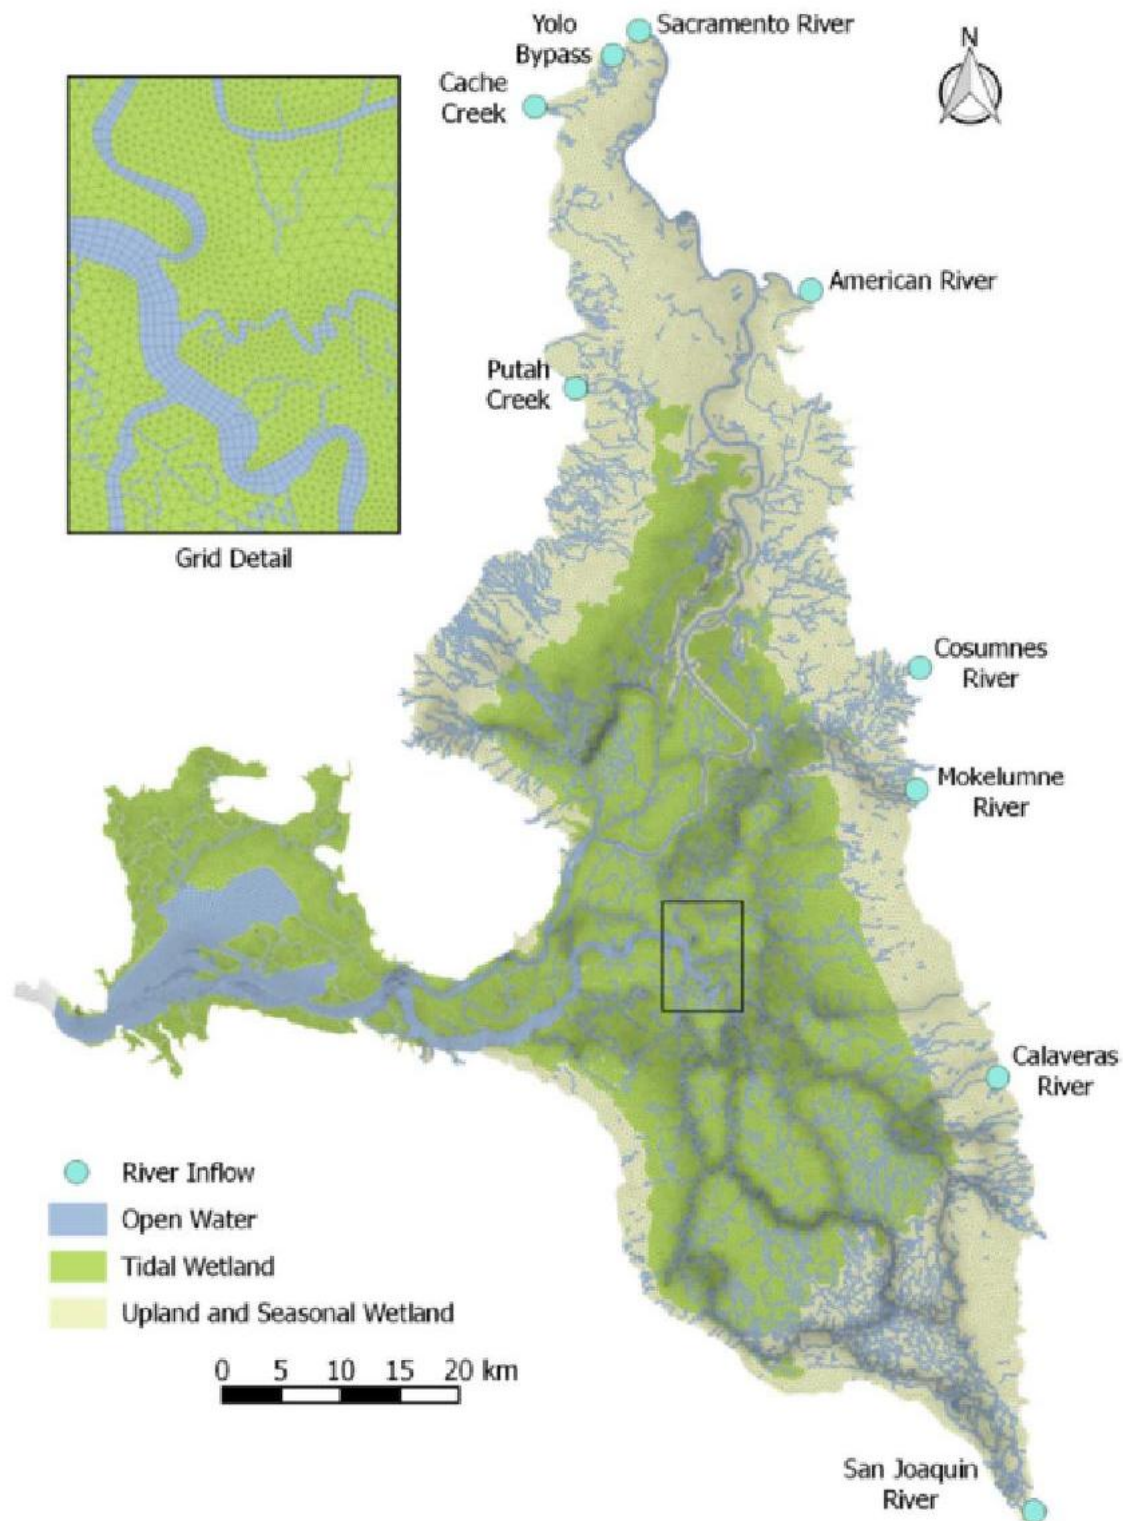 Yolo
Bypass
Sacramento River
N
Cache
Creek
American River
Putah
Creek
Grid Detail
Cosumnes
River
Mokelumne
River
Calaveras
River
River Inflow
Open Water
Tidal Wetland
Upland and Seasonal Wetland
0 5 10 15 20 km
San Joaquin
River